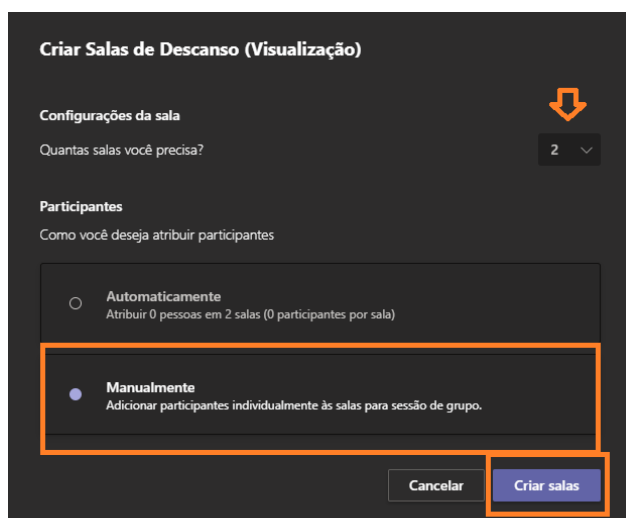 Criar Salas de Descanso (Visualização)
Configurações da sala
Quantas salas você precisa?
2
Participantes
Como você deseja atribuir participantes
Automaticamente
Atribuir 0 pessoas em 2 salas (0 participantes por sala)
Manualmente
Adicionar participantes individualmente às salas para sessão de grupo.
Cancelar
Criar salas